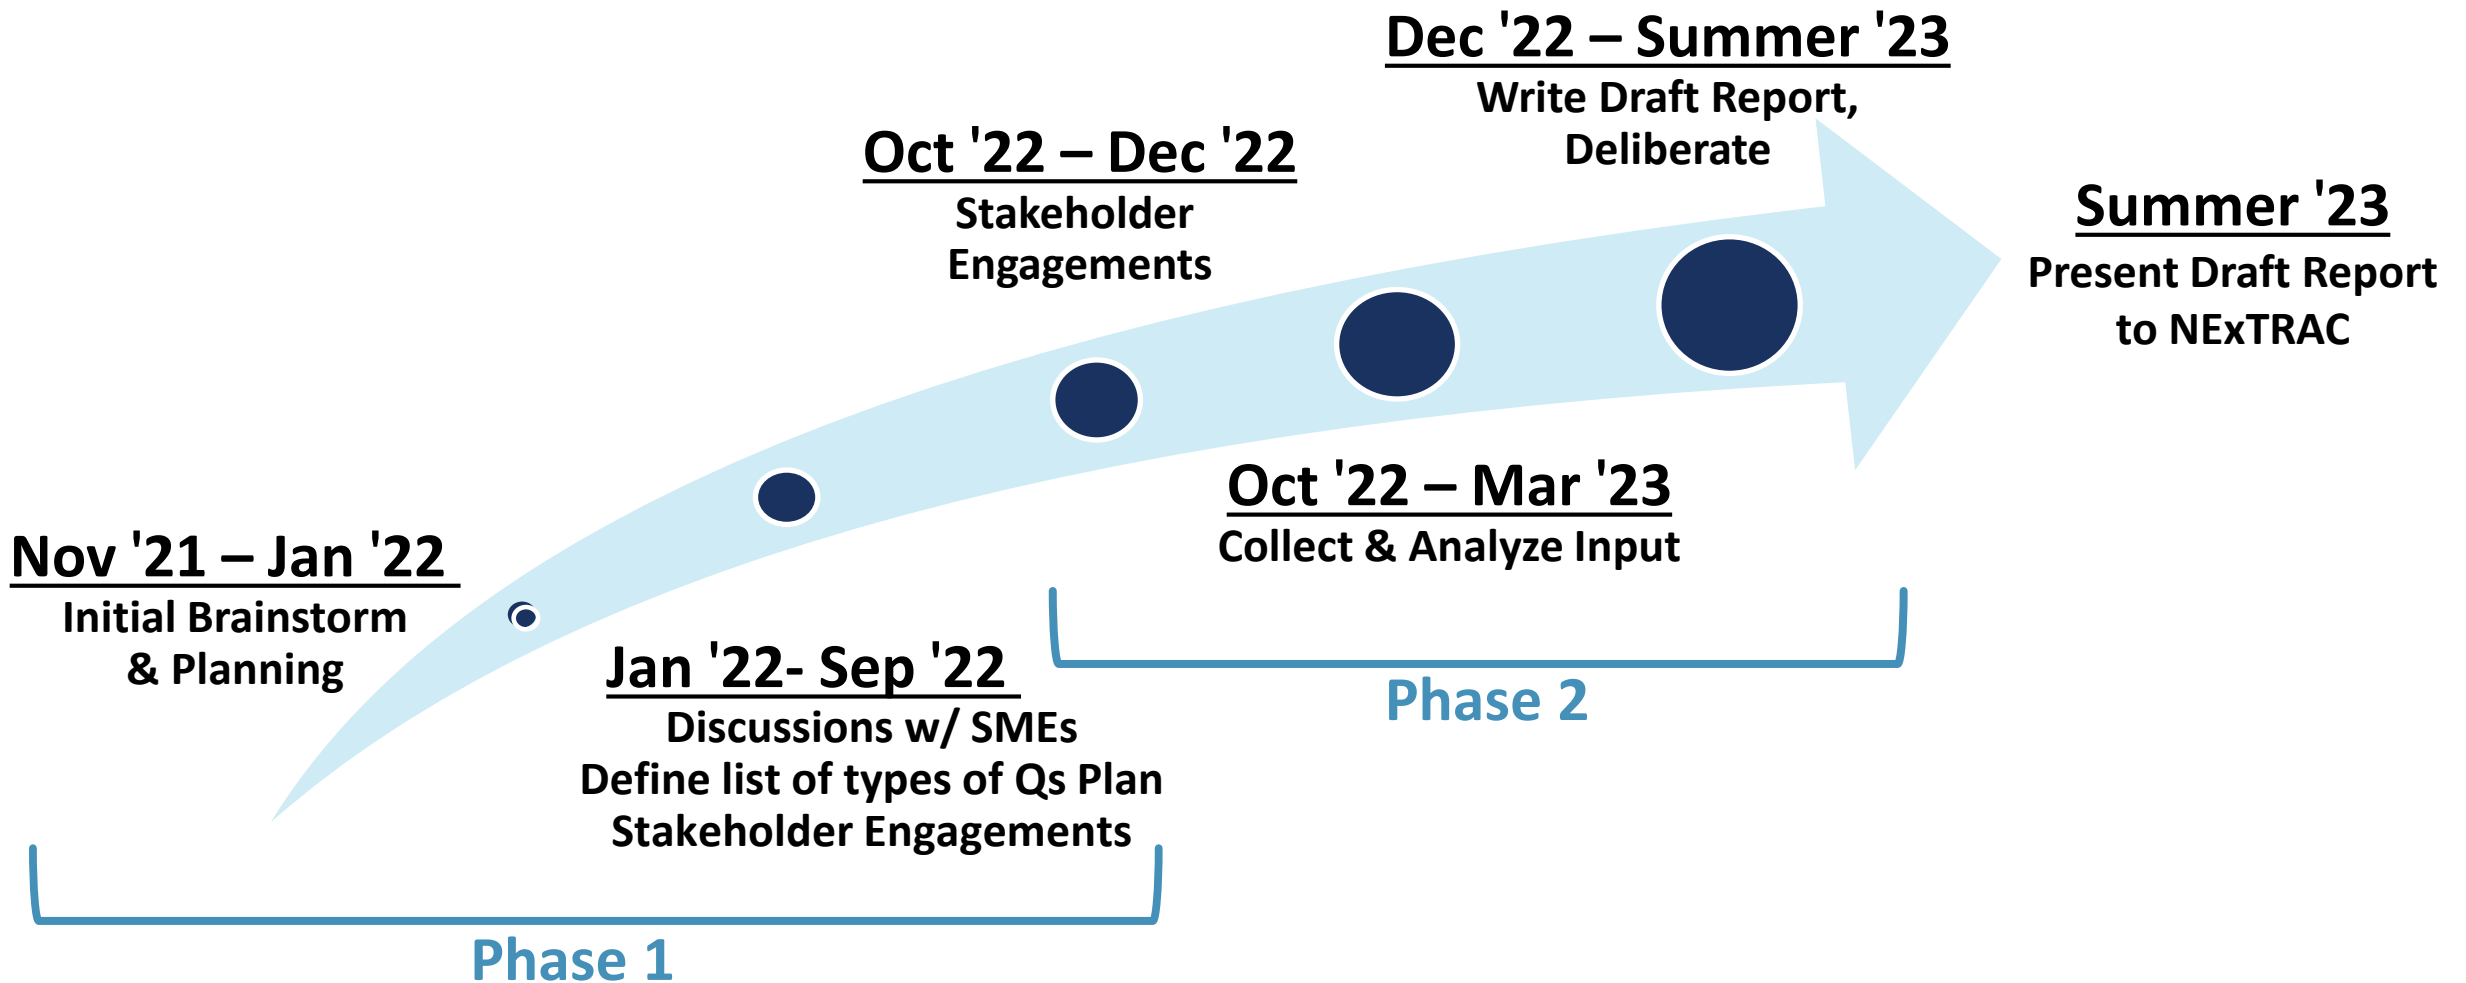 Nov '21 – Jan '22
Initial Brainstorm
& Planning
Jan '22- Sep '22
Discussions w/ SMEs
Define list of types of Qs Plan
Stakeholder Engagements
Phase 1
Oct '22 – Dec '22
Stakeholder
Engagements
Oct '22 – Mar '23
Collect & Analyze Input
Phase 2
Dec '22 – Summer '23
Write Draft Report,
Deliberate
Summer '23
Present Draft Report
to NExTRAC